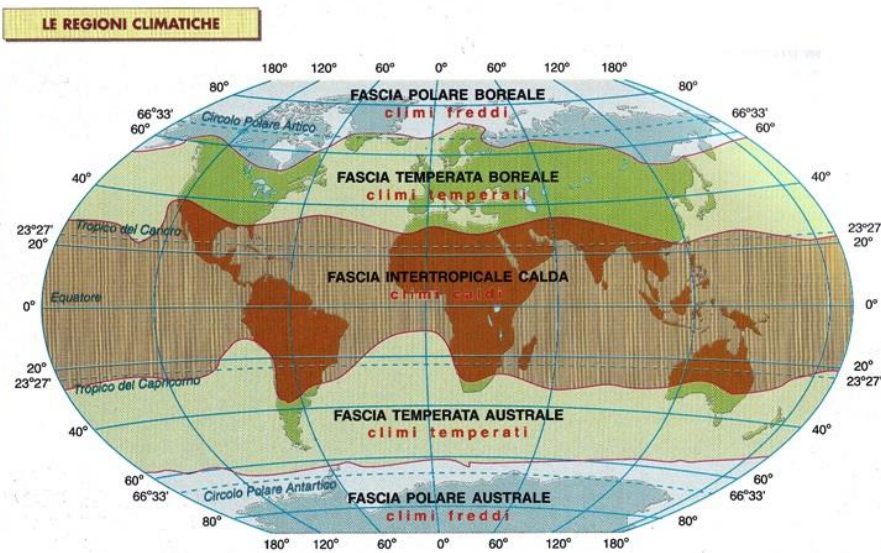 LE REGIONI CLIMATICHE
180° 120° 60° 0° 60° 120° 180°
80° 80°
FASCIA POLARE BOREALE
climi freddi
66°33' 66°33'
Circolo Polare Artico
60° 60°
FASCIA TEMPERATA BOREALE
climi temperati
40° 40°
23°27' 23°27'
Tropico del Cancro
20° 20°
FASCIA INTERTROPICALE CALDA
climi caldi
Equatore
0° 0°
20° 20°
23°27' 23°27'
Tropico del Capricorno
FASCIA TEMPERATA AUSTRALE
climi temperati
40° 40°
60° 60°
66°33' 66°33'
Circolo Polare Antartico
FASCIA POLARE AUSTRALE
climi freddi
80° 80°
180° 120° 60° 0° 60° 120° 180°